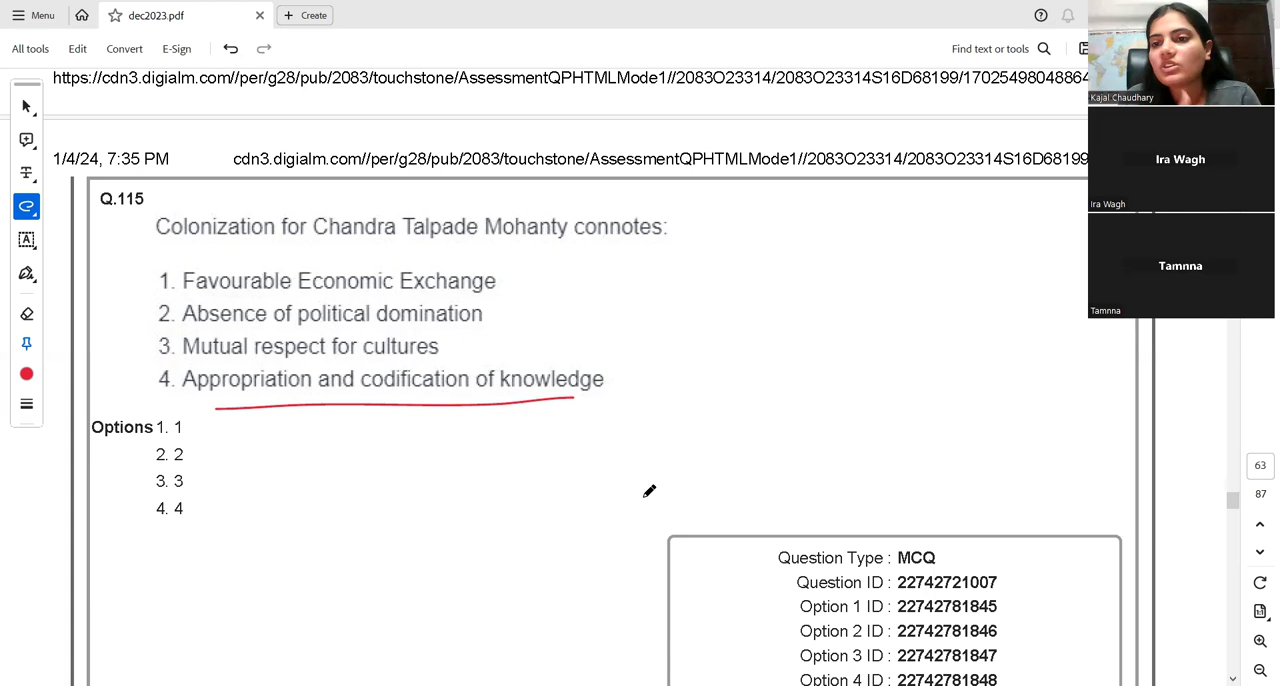 Menu
dec2023.pdf
Create
All tools
Edit
Convert
E-Sign
Find text or tools
https://cdn3.digialm.com//per/g28/pub/2083/touchstone/AssessmentQPHTMLMode1//2083O23314/2083O23314S16D68199/17025498048864
1/4/24, 7:35 PM
cdn3.digialm.com//per/g28/pub/2083/touchstone/AssessmentQPHTMLMode1//2083O23314/2083O23314S16D68199
Q.115
Colonization for Chandra Talpade Mohanty connotes:
1. Favourable Economic Exchange
2. Absence of political domination
3. Mutual respect for cultures
4. Appropriation and codification of knowledge
Options 1. 1
2. 2
3. 3
4. 4
Question Type : MCQ
Question ID : 22742721007
Option 1 ID : 22742781845
Option 2 ID : 22742781846
Option 3 ID : 22742781847
Option 4 ID : 22742781848
Kajal Chaudhary
Ira Wagh
Ira Wagh
Tamnna
Tamnna
63
87